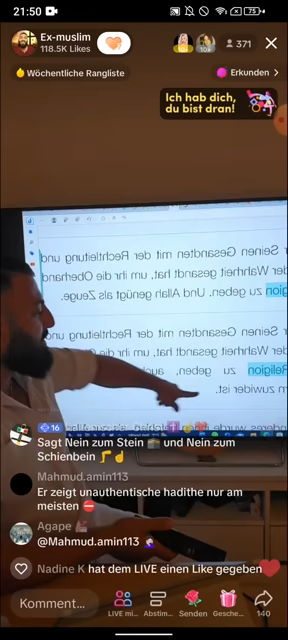 21:50
75
Ex-muslim
118.5K Likes
10
371
Wöchentliche Rangliste
Erkunden
Ich hab dich,
du bist dran!
Seinen Gesandten mit der Rechtleitung und
der Wahrheit gesandt hat, um ihr die Oberhand
gion zu geben. Und Allah genügt als Zeuge.
Seinen Gesandten mit der Rechtleitung und
der Wahrheit gesandt hat, um ihr die O
Religion zu geben, auch
m zuwider ist.
16
Sagt Nein zum Stein und Nein zum
Schienbein
Mahmud.amin113
Er zeigt unauthentische hadithe nur am
meisten
Agape
@Mahmud.amin113
Nadine K hat dem LIVE einen Like gegeben
Komment...
LIVE mi...
Abstim...
Senden
Gesche...
140